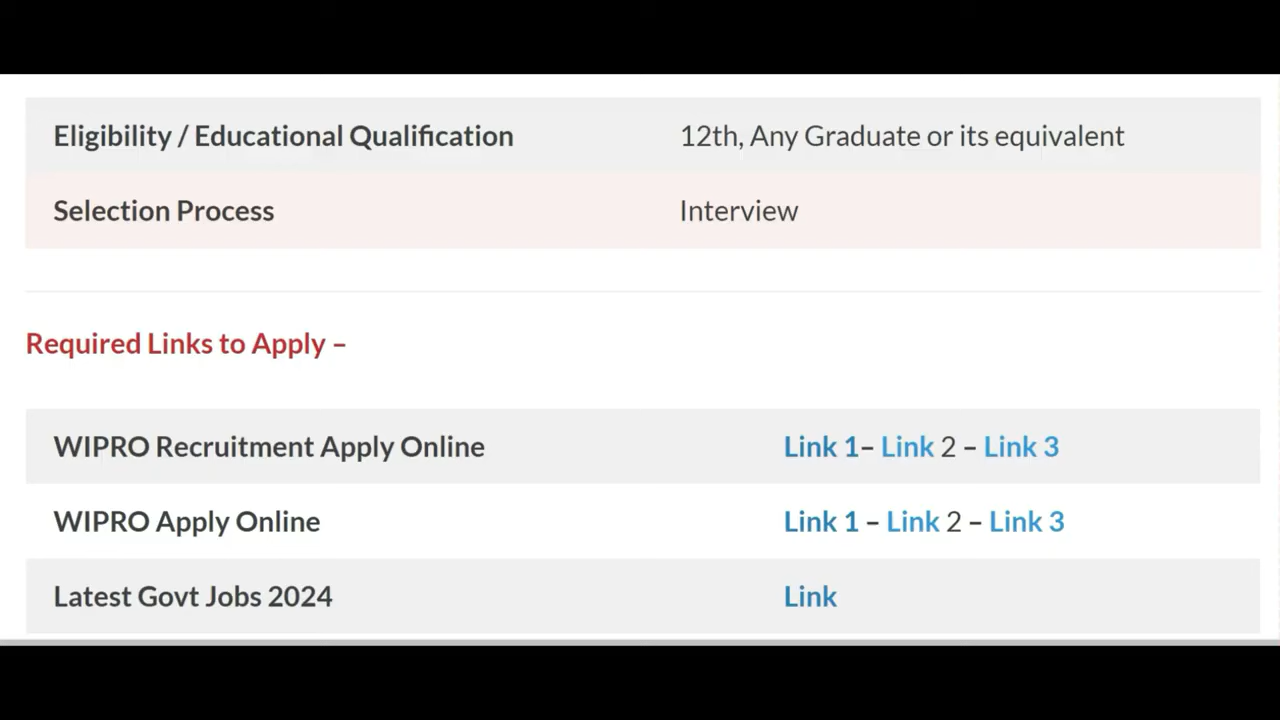 Eligibility / Educational Qualification 12th, Any Graduate or its equivalent
Selection Process Interview
Required Links to Apply –
WIPRO Recruitment Apply Online Link 1– Link 2 – Link 3
WIPRO Apply Online Link 1 – Link 2 – Link 3
Latest Govt Jobs 2024 Link